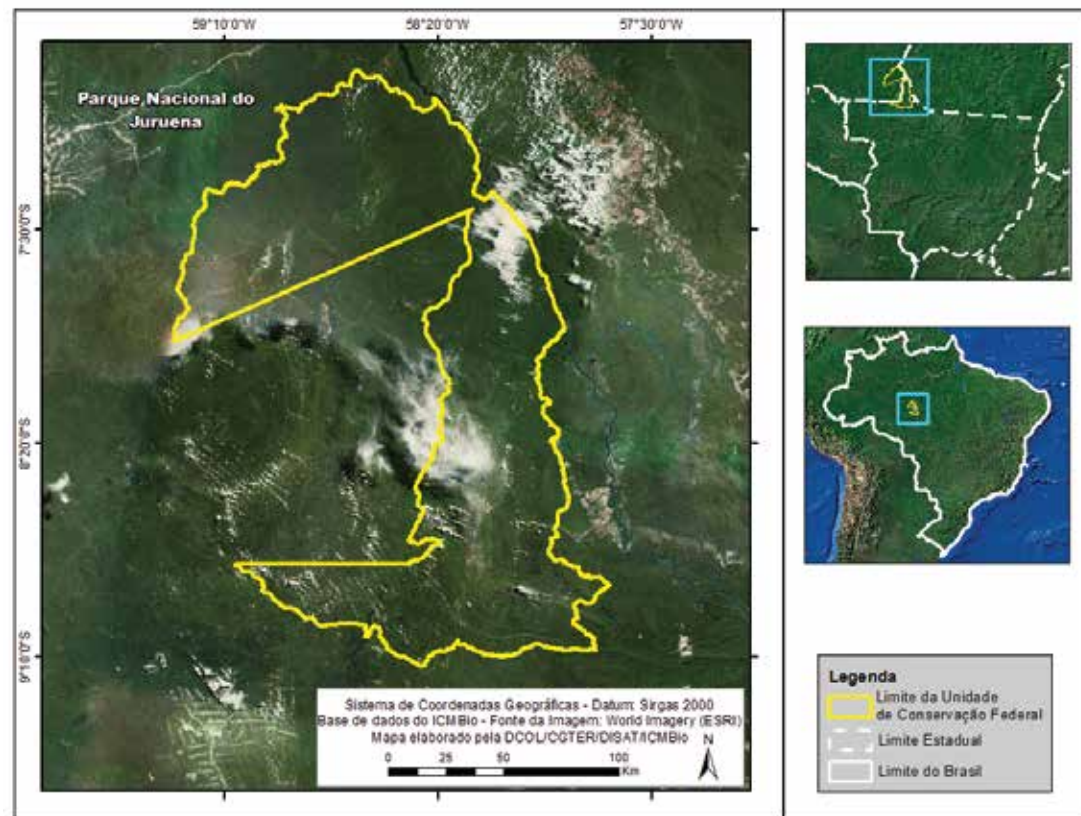 59°10'0"W
58°20'0"W
57°30'0"W
Parque Nacional do
Juruena
7°30'0"S
8°20'0"S
9°10'0"S
Sistema de Coordenadas Geográficas - Datum: Sirgas 2000
Base de dados do ICMBio - Fonte da Imagem: World Imagery (ESRI)
Mapa elaborado pela DCOL/CGTER/DISAT/ICMBio
N
0 25 50 100
Km
Legenda
Limite da Unidade
de Conservação Federal
Limite Estadual
Limite do Brasil